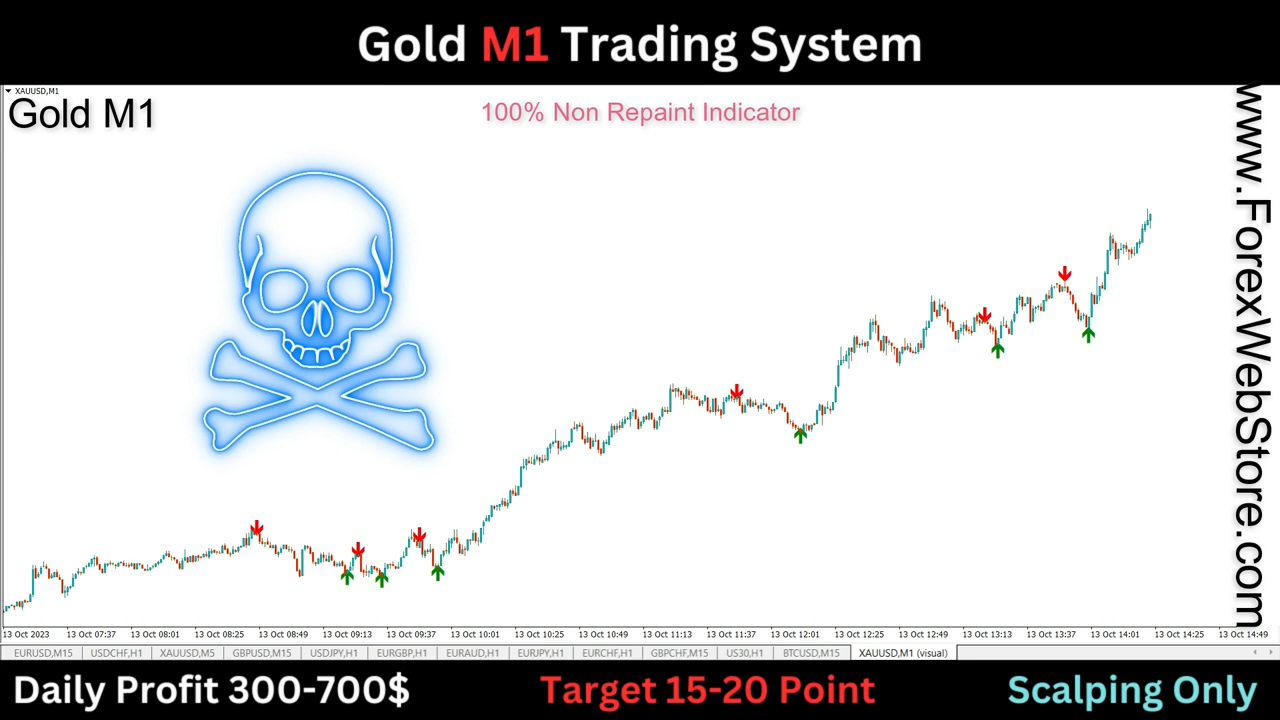 Gold M1 Trading System
XAUUSD,M1
Gold M1
100% Non Repaint Indicator
www.ForexWebStore.com
13 Oct 2023
13 Oct 07:37
13 Oct 08:01
13 Oct 08:25
13 Oct 08:49
13 Oct 09:13
13 Oct 09:37
13 Oct 10:01
13 Oct 10:25
13 Oct 10:49
13 Oct 11:13
13 Oct 11:37
13 Oct 12:01
13 Oct 12:25
13 Oct 12:49
13 Oct 13:13
13 Oct 13:37
13 Oct 14:01
13 Oct 14:25
13 Oct 14:49
EURUSD,M15
USDCHF,H1
XAUUSD,M5
GBPUSD,M15
USDJPY,H1
EURGBP,H1
EURAUD,H1
EURJPY,H1
EURCHF,H1
GBPCHF,M15
US30,H1
BTCUSD,M15
XAUUSD,M1 (visual)
Daily Profit 300-700$
Target 15-20 Point
Scalping Only